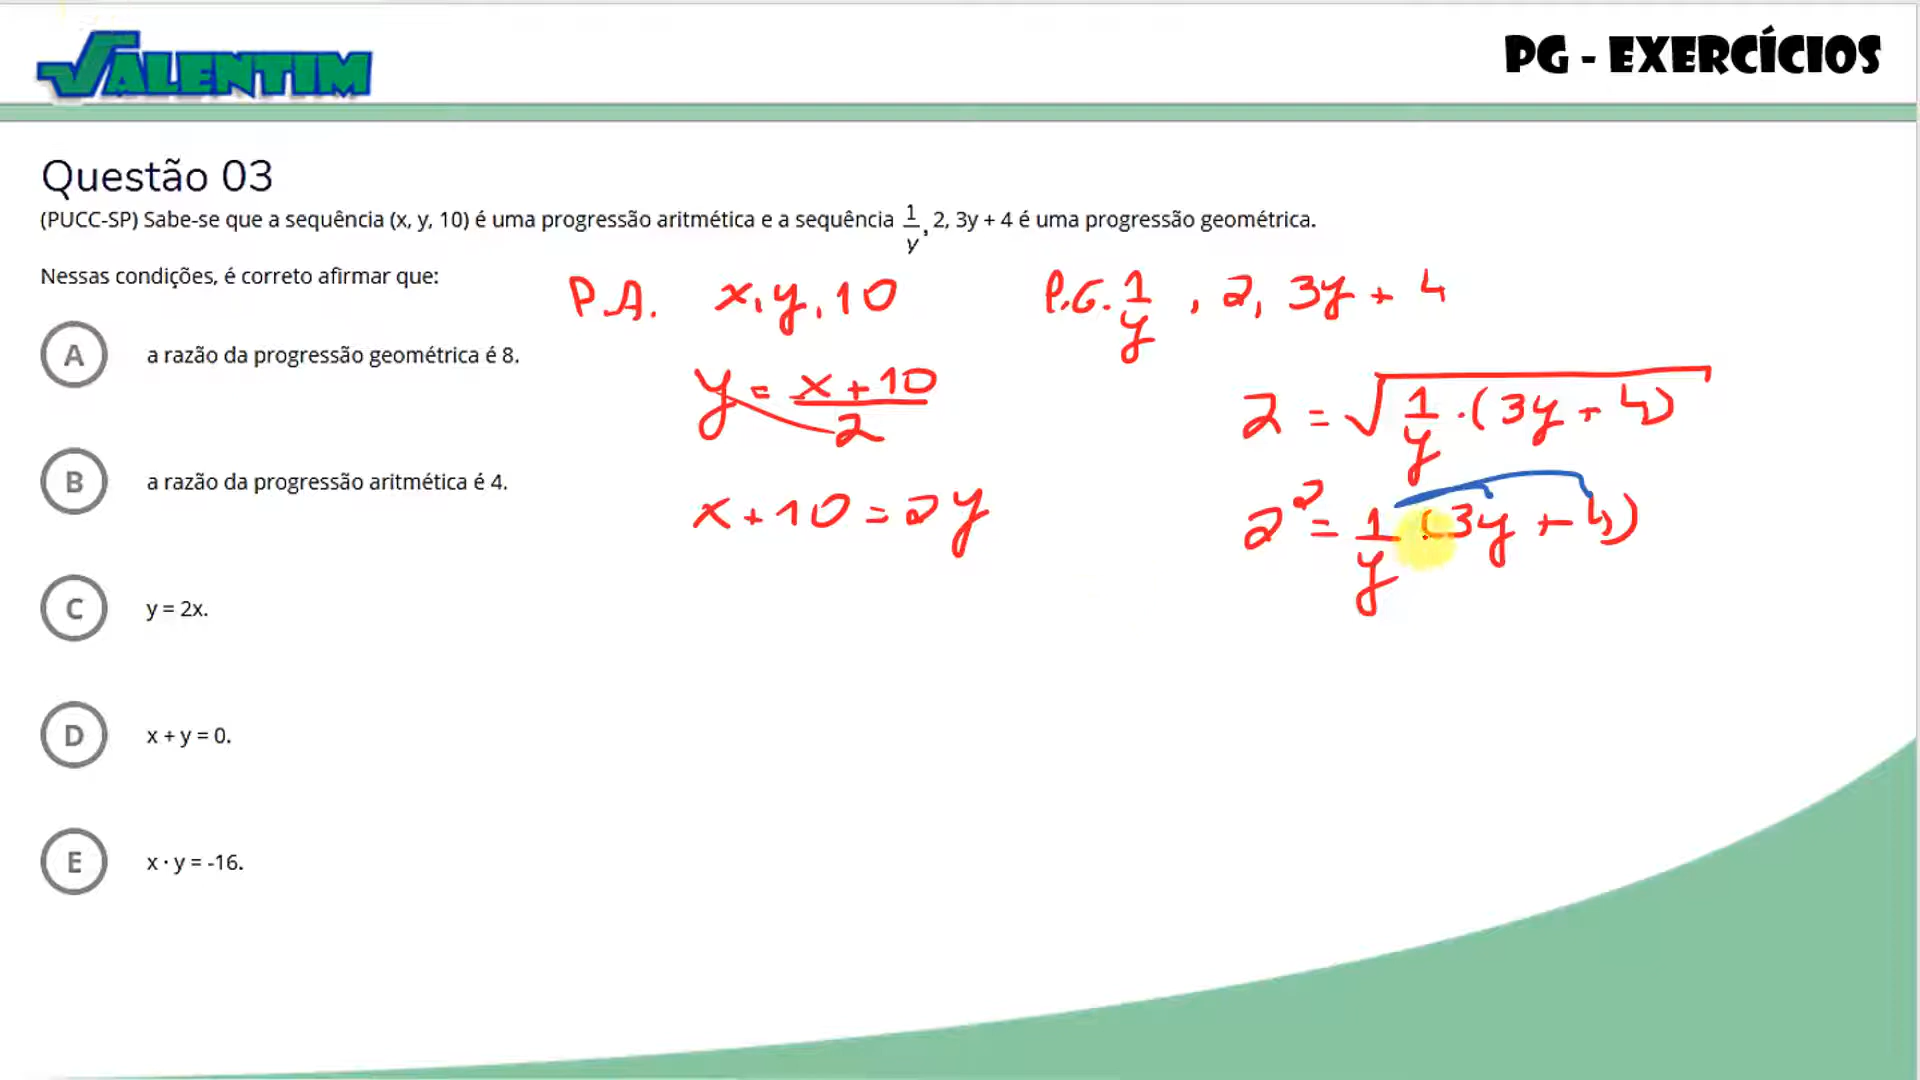 VALENTIM
PG - EXERCÍCIOS
Questão 03
(PUCC-SP) Sabe-se que a sequência (x, y, 10) é uma progressão aritmética e a sequência 1/y, 2, 3y + 4 é uma progressão geométrica.
Nessas condições, é correto afirmar que:
P.A. x, y, 10
P.G. 1/y , 2, 3y + 4
A a razão da progressão geométrica é 8.
y = x + 10 / 2
2 = √1/y · (3y + 4)
B a razão da progressão aritmética é 4.
x + 10 = 2y
2² = 1/y (3y + 4)
C y = 2x.
D x + y = 0.
E x · y = -16.